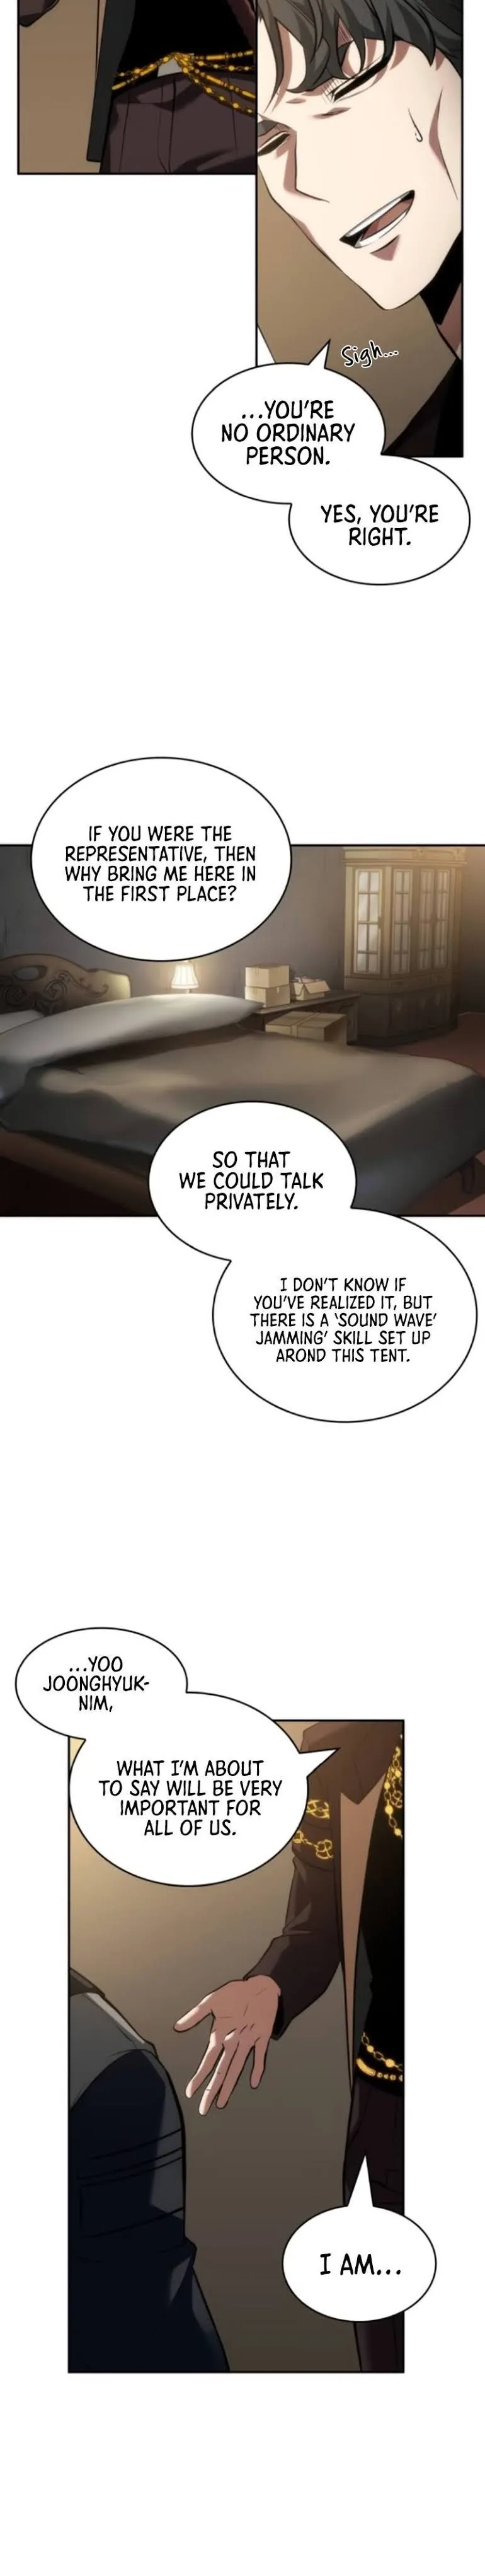 Sigh...
...YOU'RE
NO ORDINARY
PERSON.
YES, YOU'RE
RIGHT.
IF YOU WERE THE
REPRESENTATIVE, THEN
WHY BRING ME HERE IN
THE FIRST PLACE?
SO THAT
WE COULD TALK
PRIVATELY.
I DON'T KNOW IF
YOU'VE REALIZED IT, BUT
THERE IS A 'SOUND WAVE'
JAMMING' SKILL SET UP
AROND THIS TENT.
...YOO
JOONGHYUK-
NIM,
WHAT I'M ABOUT
TO SAY WILL BE VERY
IMPORTANT FOR
ALL OF US.
I AM...